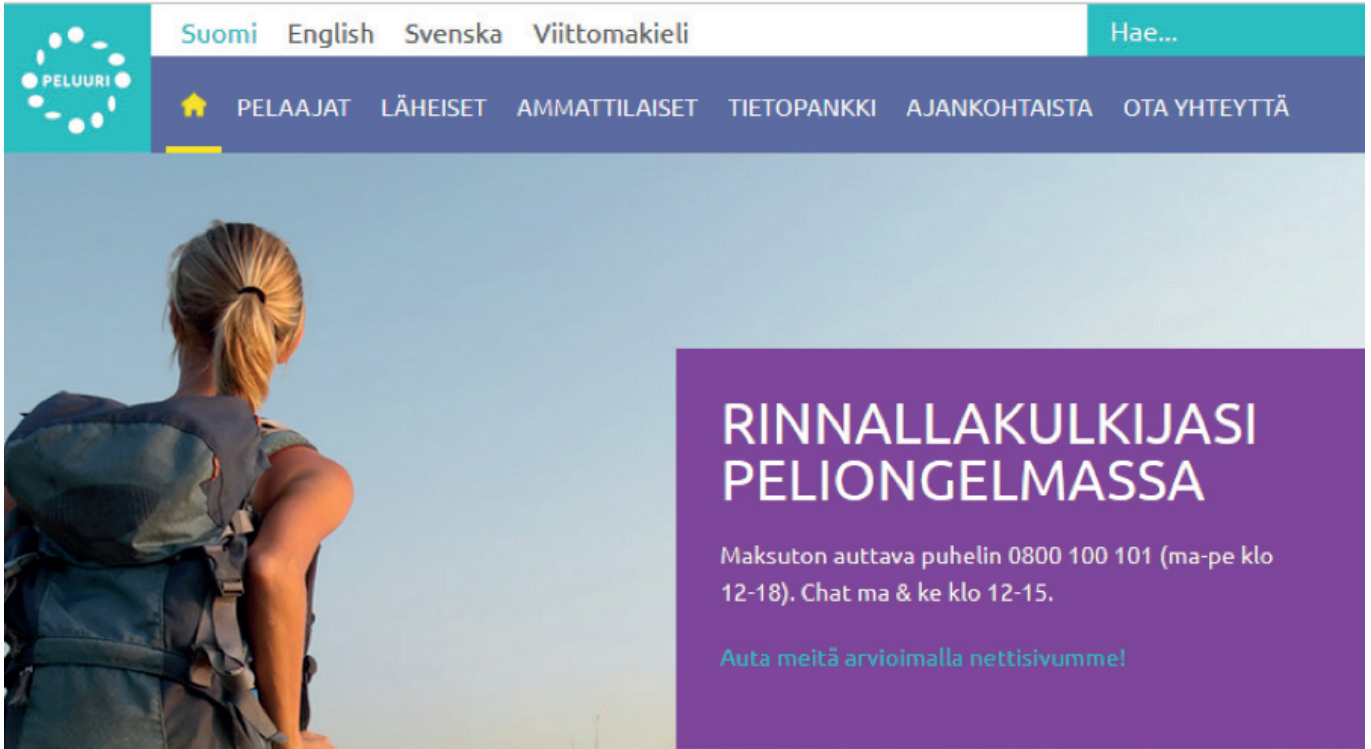 Suomi English Svenska Viittomakieli
Hae...
PELUURI
PELAAJAT LÄHEISET AMMATTILAISET TIETOPANKKI AJANKOHTAISTA OTA YHTEYTTÄ
RINNALLAKULKIJASI
PELIONGELMASSA
Maksuton auttava puhelin 0800 100 101 (ma-pe klo
12-18). Chat ma & ke klo 12-15.
Auta meitä arvioimalla nettisivumme!